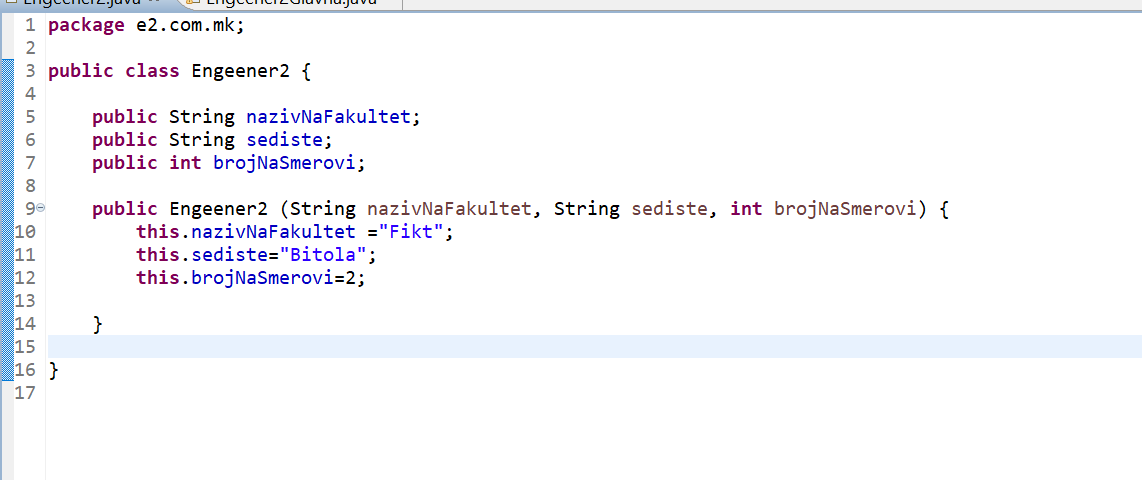 Engeener2.java Engeener2Glavna.java
1 package e2.com.mk;
2
3 public class Engeener2 {
4
5 public String nazivNaFakultet;
6 public String sediste;
7 public int brojNaSmerovi;
8
9 public Engeener2 (String nazivNaFakultet, String sediste, int brojNaSmerovi) {
10 this.nazivNaFakultet ="Fikt";
11 this.sediste="Bitola";
12 this.brojNaSmerovi=2;
13
14 }
15
16 }
17